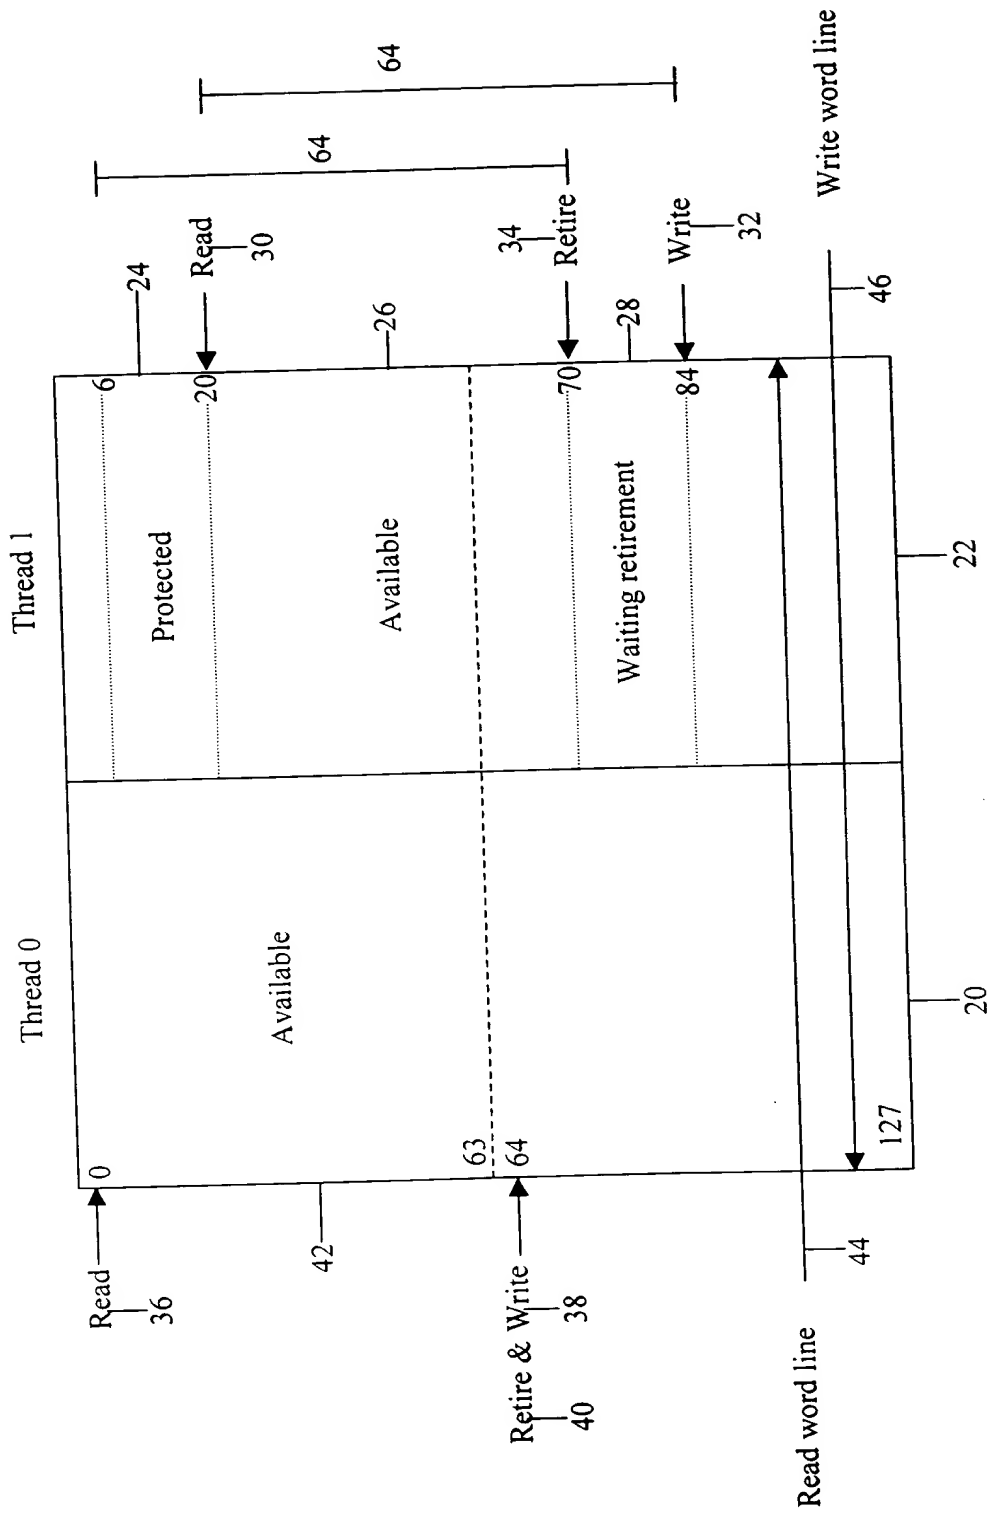 Thread 0
Thread 1
Read
36
0
6
24
Protected
20
Read
30
64
64
Available
42
Available
26
63
64
Retire & Write
40
38
70
34
Retire
Waiting retirement
28
84
Write
32
Read word line
44
127
46
Write word line
20
22